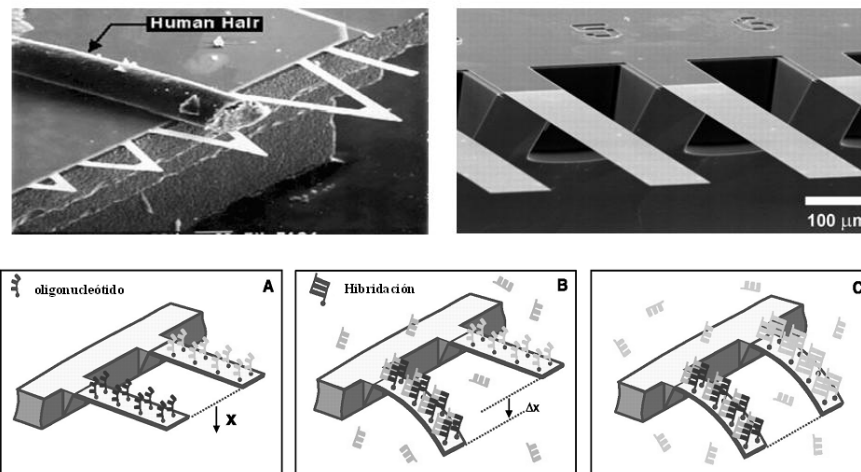 Human Hair
100 μm
oligonucleótido
A
x
Hibridación
B
Δx
C